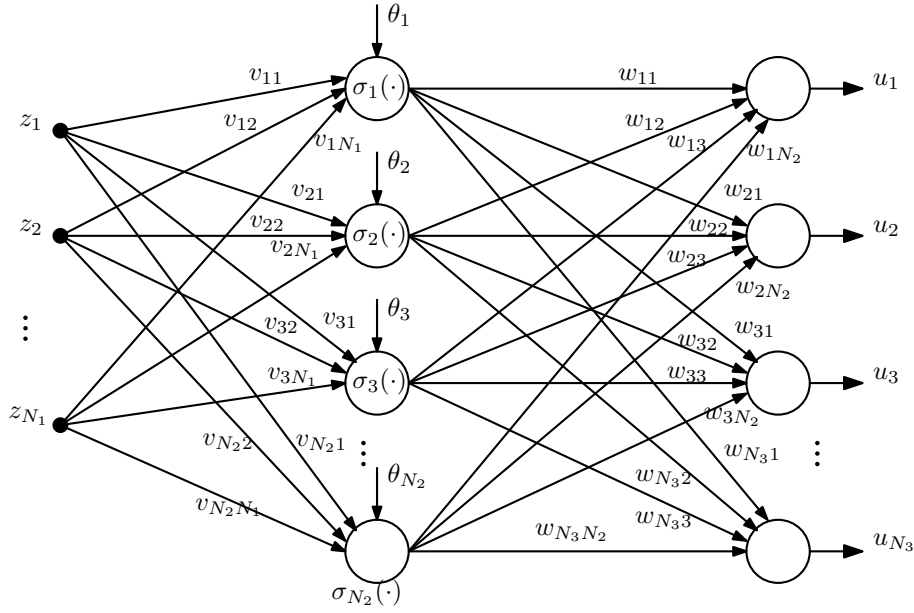 θ₁
z₁
v₁₁
σ₁(·)
w₁₁
u₁
v₁₂
w₁₂
v₁N₁
w₁₃
w₁N₂
θ₂
z₂
v₂₁
w₂₁
v₂₂
σ₂(·)
w₂₂
u₂
v₂N₁
w₂₃
w₂N₂
θ₃
⋮
v₃₁
w₃₁
v₃₂
w₃₂
zN₁
v₃N₁
σ₃(·)
w₃₃
u₃
w₃N₂
vN₂2
vN₂1
⋮
wN₃1
⋮
θN₂
wN₃2
vN₂N₁
wN₃3
wN₃N₂
uN₃
σN₂(·)